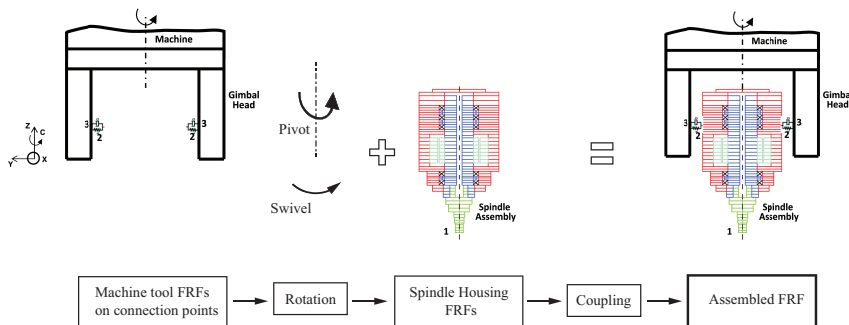 Machine
Gimbal
Head
3
2
3
2
Z
C
Y
X
Pivot
Swivel
Spindle
Assembly
1
Machine
Gimbal
Head
3
2
3
2
Spindle
Assembly
1
Machine tool FRFs
on connection points
Rotation
Spindle Housing
FRFs
Coupling
Assembled FRF